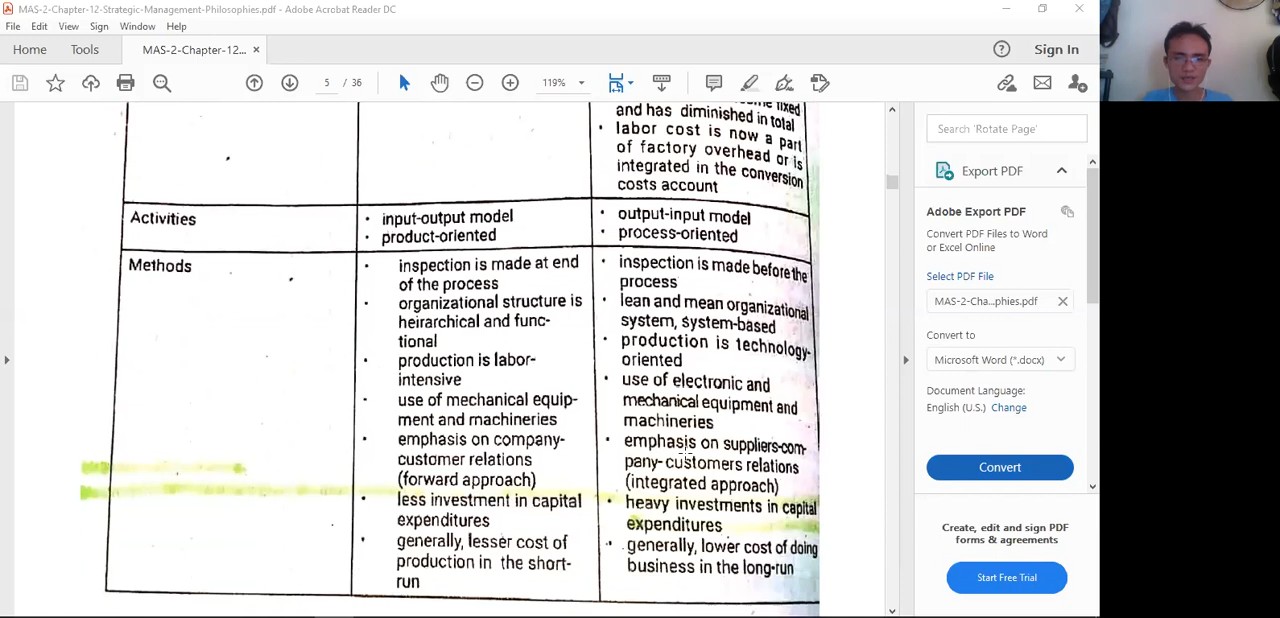 MAS-2-Chapter-12-Strategic-Management-Philosophies.pdf - Adobe Acrobat Reader DC
File Edit View Sign Window Help
Home Tools MAS-2-Chapter-12... × Sign In
5 / 36 119%
and has diminished in total
labor cost is now a part
of factory overhead or is
integrated in the conversion
costs account
Activities
• input-output model
• product-oriented
• output-input model
• process-oriented
Methods
• inspection is made at end
of the process
• organizational structure is
heirarchical and func-
tional
• production is labor-
intensive
• use of mechanical equip-
ment and machineries
• emphasis on company-
customer relations
(forward approach)
• less investment in capital
expenditures
• generally, lesser cost of
production in the short-
run
• inspection is made before the
process
• lean and mean organizational
system, system-based
• production is technology-
oriented
• use of electronic and
mechanical equipment and
machineries
• emphasis on suppliers-com-
pany- customers relations
(integrated approach)
• heavy investments in capital
expenditures
• generally, lower cost of doing
business in the long-run
Search 'Rotate Page'
Export PDF
Adobe Export PDF
Convert PDF Files to Word
or Excel Online
Select PDF File
MAS-2-Cha...phies.pdf
Convert to
Microsoft Word (*.docx)
Document Language:
English (U.S.) Change
Convert
Create, edit and sign PDF
forms & agreements
Start Free Trial